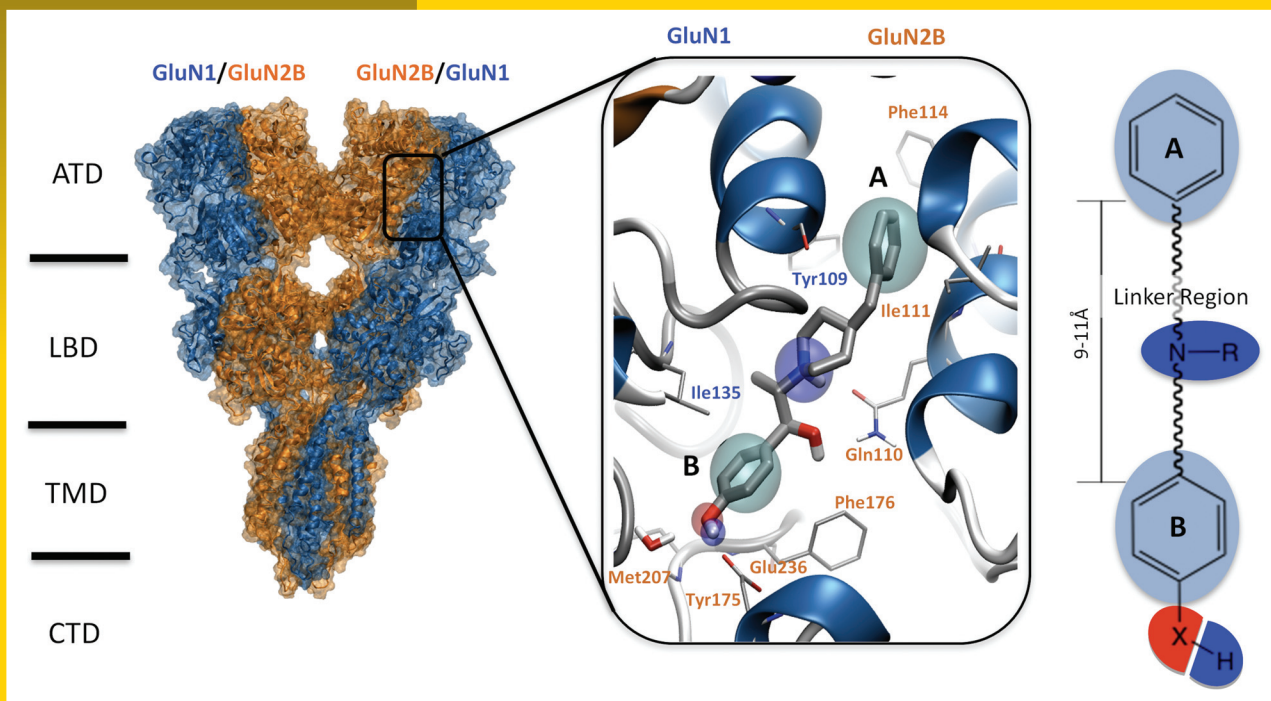 GluN1/GluN2B
GluN2B/GluN1
ATD
LBD
TMD
CTD
GluN1
GluN2B
Phe114
A
Tyr109
Ile111
Ile135
Gln110
B
Phe176
Glu236
Met207
Tyr175
A
Linker Region
9-11Å
N—R
B
X
H